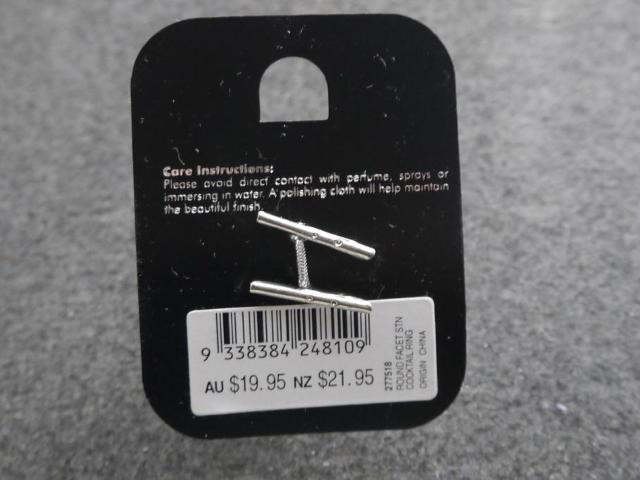 Care Instructions:
Please avoid direct contact with perfume, sprays or
immersing in water. A polishing cloth will help maintain
the beautiful finish.
9 338384 248109
AU $19.95 NZ $21.95
277518
ROUND FACET STN
COCKTAIL RING
ORIGIN CHINA